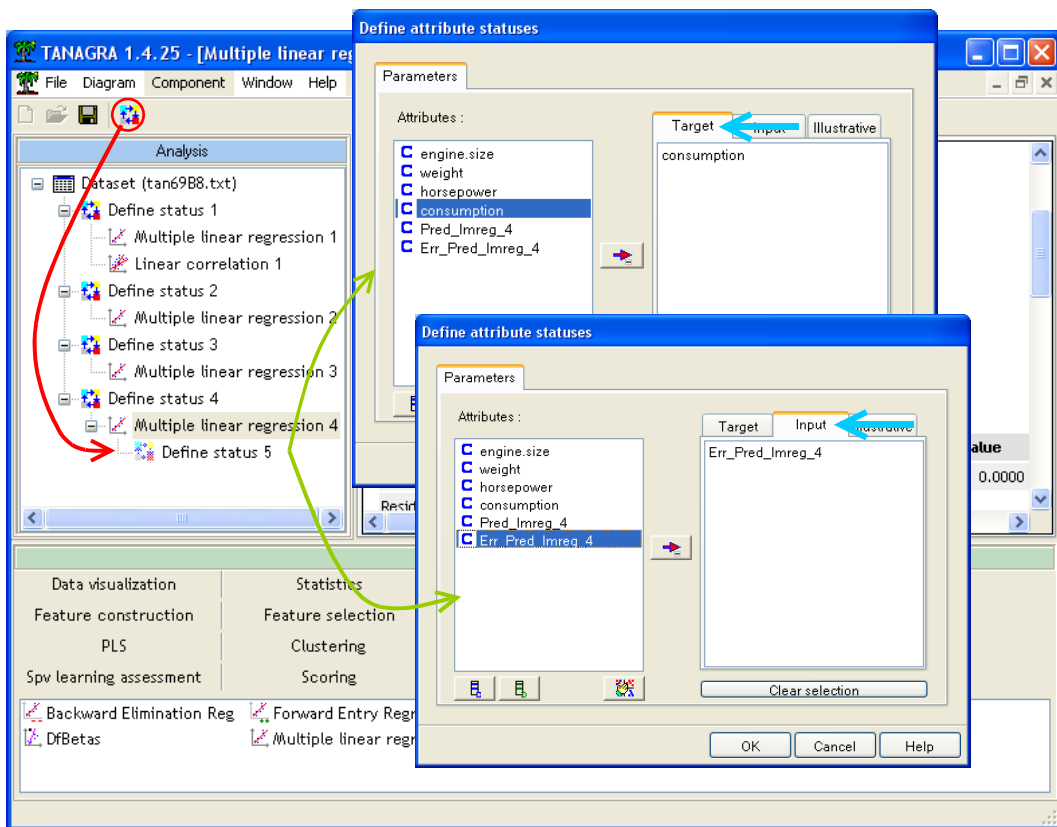 Define attribute statuses
TANAGRA 1.4.25 - [Multiple linear reg
File Diagram Component Window Help
Parameters
Attributes :
Target Input Illustrative
engine.size
weight
horsepower
consumption
Pred_lmreg_4
Err_Pred_lmreg_4
consumption
Analysis
Dataset (tan69B8.txt)
Define status 1
Multiple linear regression 1
Linear correlation 1
Define status 2
Multiple linear regression 2
Define status 3
Multiple linear regression 3
Define status 4
Multiple linear regression 4
Define status 5
Define attribute statuses
Parameters
Attributes :
Target Input Illustrative
engine.size
weight
horsepower
consumption
Pred_lmreg_4
Err_Pred_lmreg_4
Err_Pred_lmreg_4
Clear selection
OK Cancel Help
alue
0.0000
Resid
Data visualization Statistics
Feature construction Feature selection
PLS Clustering
Spv learning assessment Scoring
Backward Elimination Reg Forward Entry Regr
DfBetas Multiple linear regr